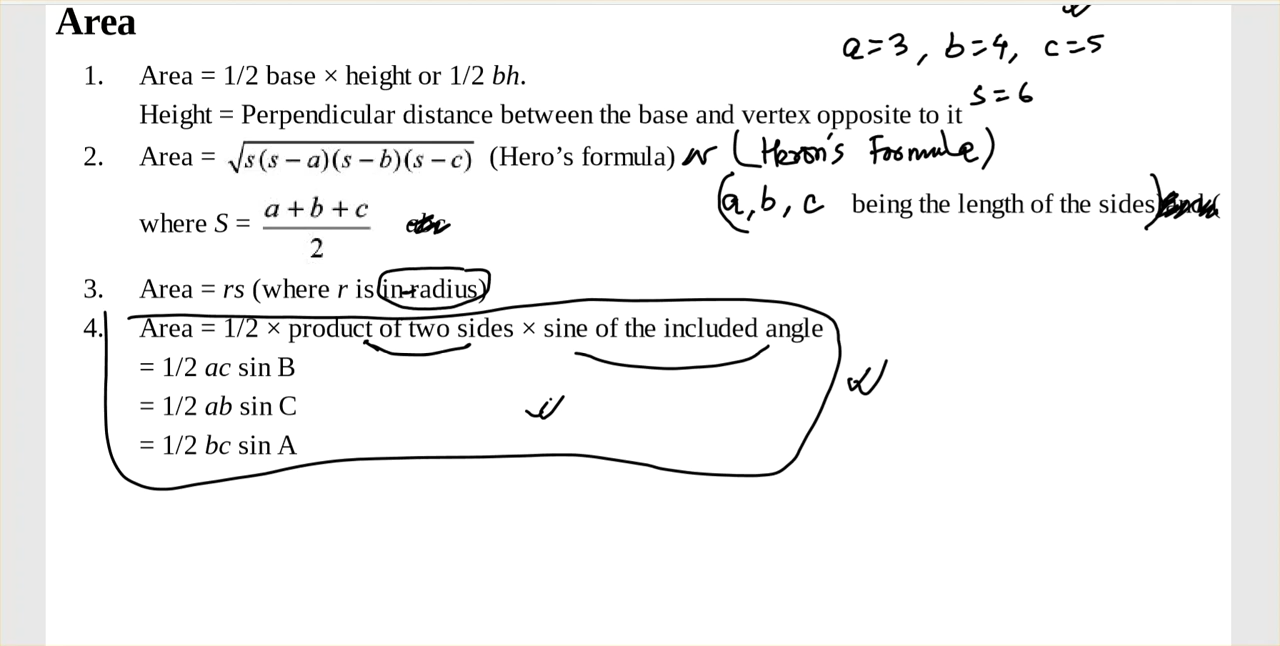 Area
a=3, b=4, c=5
1. Area = 1/2 base × height or 1/2 bh.
s=6
Height = Perpendicular distance between the base and vertex opposite to it
2. Area = √s(s – a)(s – b)(s – c) (Hero's formula) (Heron's Formula)
(a, b, c being the length of the sides)
where S = a + b + c / 2
3. Area = rs (where r is in-radius)
4. Area = 1/2 × product of two sides × sine of the included angle
= 1/2 ac sin B
= 1/2 ab sin C
= 1/2 bc sin A